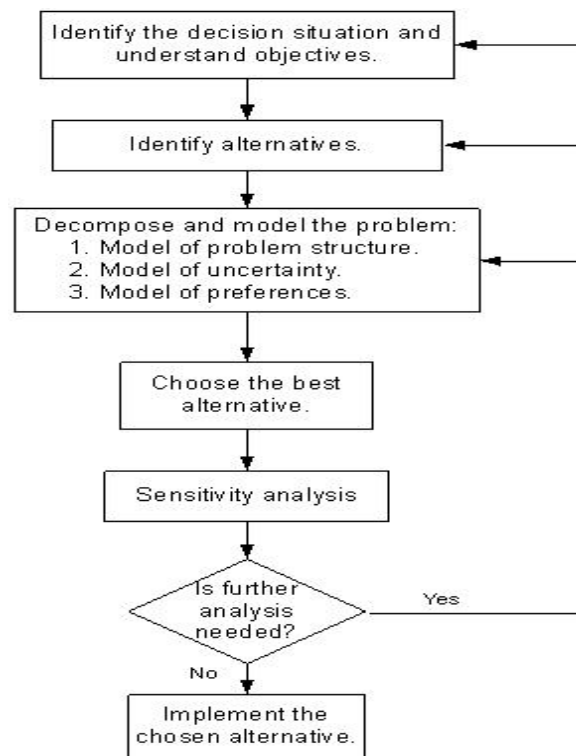 Identify the decision situation and
understand objectives.
Identify alternatives.
Decompose and model the problem:
1. Model of problem structure.
2. Model of uncertainty.
3. Model of preferences.
Choose the best
alternative.
Sensitivity analysis
Is further
analysis
needed?
Yes
No
Implement the
chosen alternative.